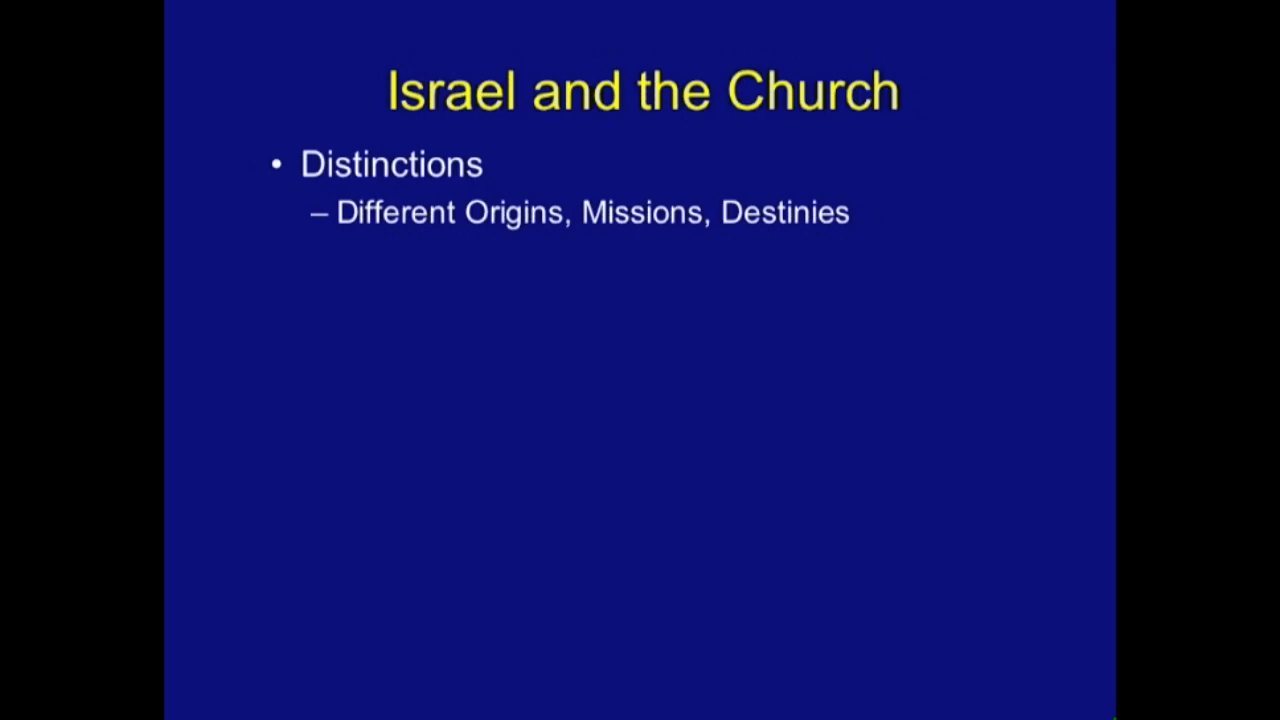 Israel and the Church
• Distinctions
– Different Origins, Missions, Destinies